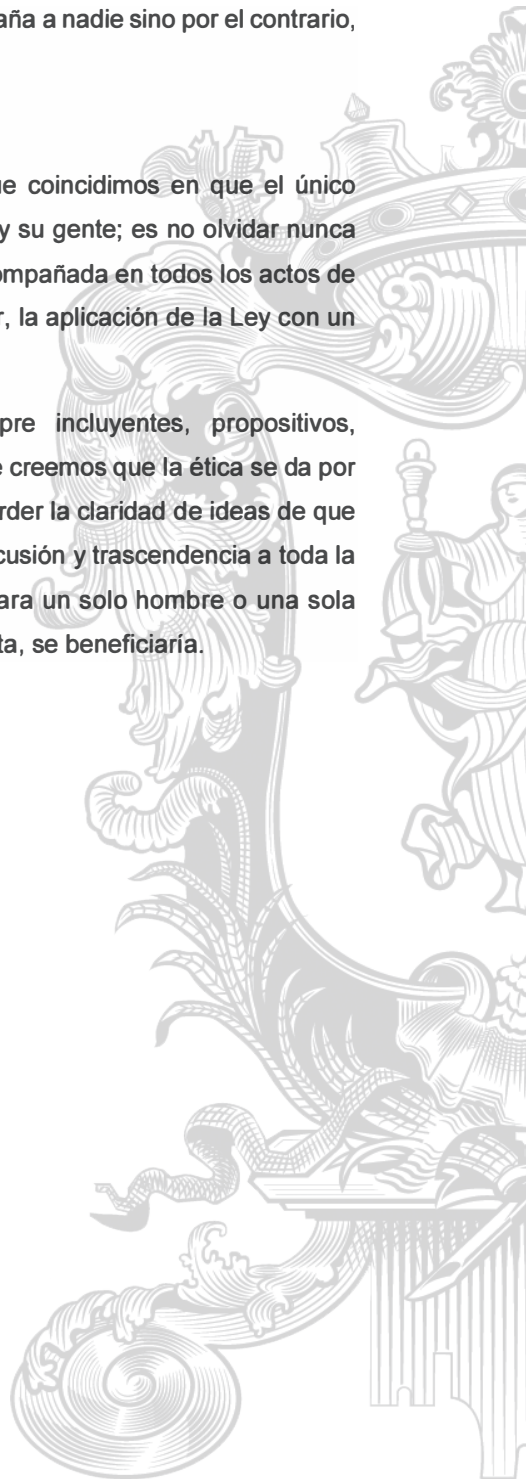 aña a nadie sino por el contrario,
ue coincidimos en que el único
y su gente; es no olvidar nunca
ompañada en todos los actos de
r, la aplicación de la Ley con un
pre incluyentes, propositivos,
e creemos que la ética se da por
rder la claridad de ideas de que
cusión y trascendencia a toda la
ara un solo hombre o una sola
ta, se beneficiaría.